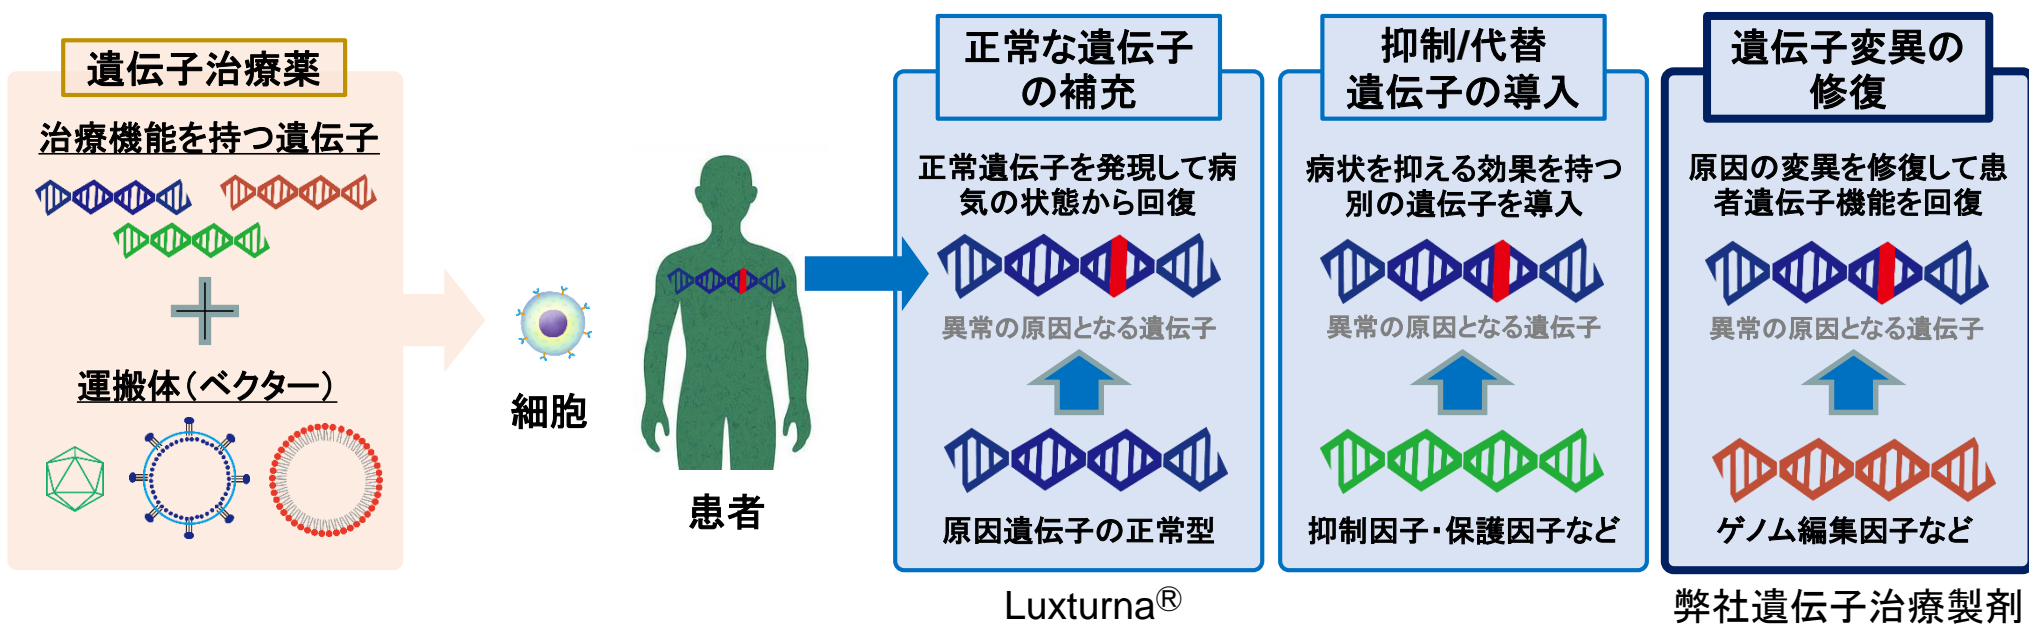 遺伝子治療薬
治療機能を持つ遺伝子
運搬体（ベクター）
細胞
患者
正常な遺伝子
の補充
正常遺伝子を発現して病
気の状態から回復
異常の原因となる遺伝子
原因遺伝子の正常型
Luxturna®
抑制/代替
遺伝子の導入
病状を抑える効果を持つ
別の遺伝子を導入
異常の原因となる遺伝子
抑制因子・保護因子など
遺伝子変異の
修復
原因の変異を修復して患
者遺伝子機能を回復
異常の原因となる遺伝子
ゲノム編集因子など
弊社遺伝子治療製剤